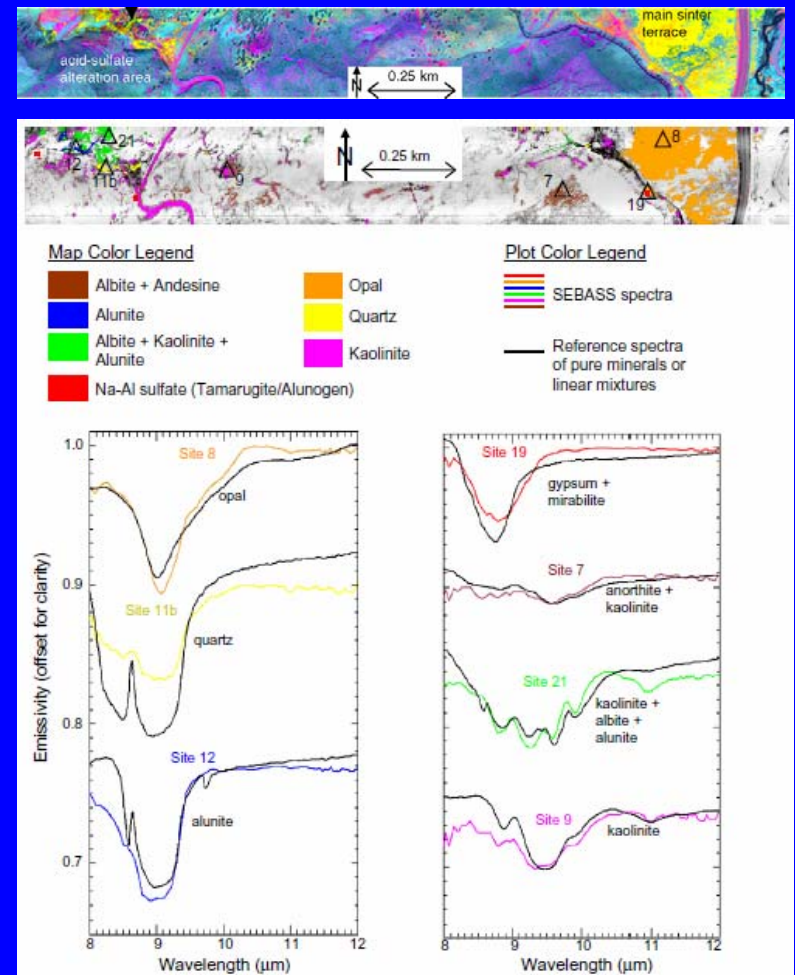 acid-sulfate
alteration area
N
0.25 km
main sinter
terrace
21
12
11b
9
N
0.25 km
7
19
8
Map Color Legend
Albite + Andesine
Alunite
Albite + Kaolinite +
Alunite
Na-Al sulfate (Tamarugite/Alunogen)
Opal
Quartz
Kaolinite
Plot Color Legend
SEBASS spectra
Reference spectra
of pure minerals or
linear mixtures
Emissivity (offset for clarity)
1.0
0.9
0.8
0.7
Site 8
opal
Site 11b
quartz
Site 12
alunite
8 9 10 11 12
Wavelength (µm)
Site 19
gypsum +
mirabilite
Site 7
anorthite +
kaolinite
Site 21
kaolinite +
albite +
alunite
Site 9
kaolinite
8 9 10 11 12
Wavelength (µm)